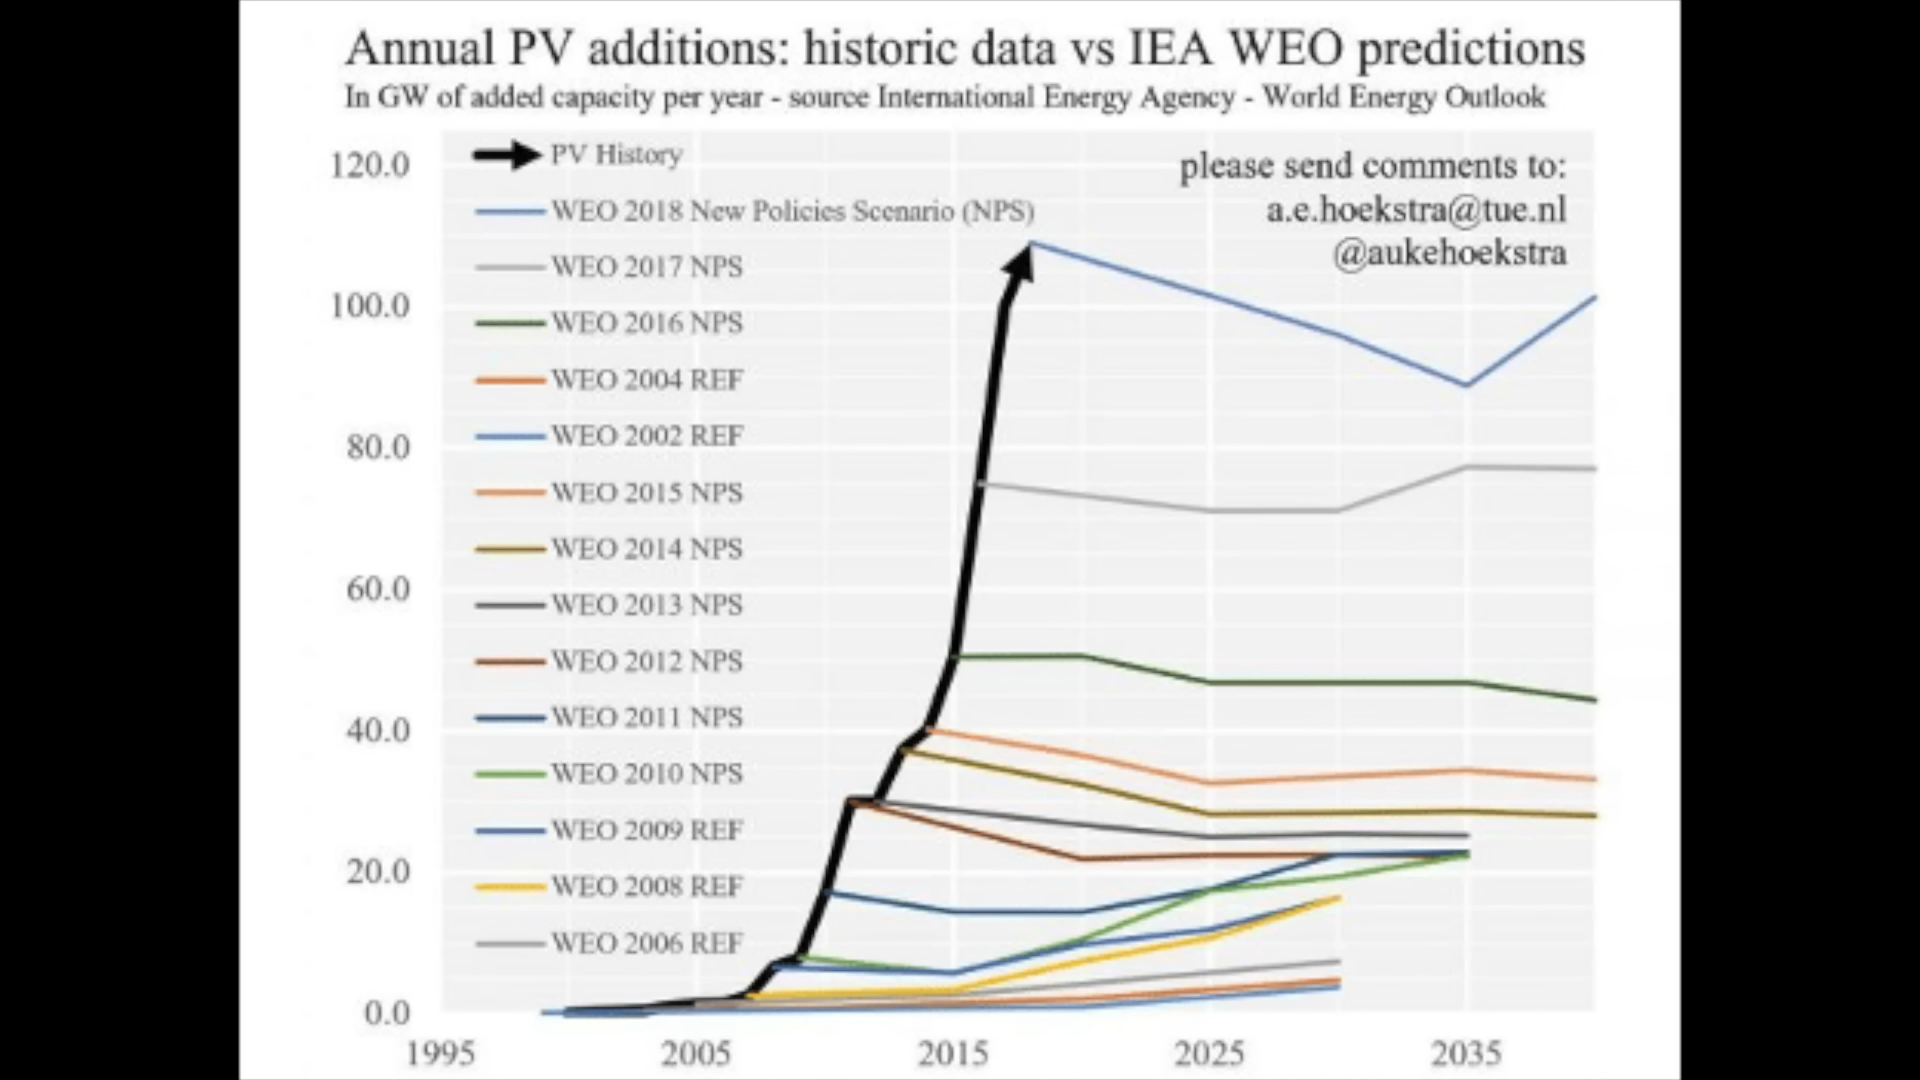 Annual PV additions: historic data vs IEA WEO predictions
In GW of added capacity per year - source International Energy Agency - World Energy Outlook
please send comments to:
a.e.hoekstra@tue.nl
@aukehoekstra
PV History
WEO 2018 New Policies Scenario (NPS)
WEO 2017 NPS
WEO 2016 NPS
WEO 2004 REF
WEO 2002 REF
WEO 2015 NPS
WEO 2014 NPS
WEO 2013 NPS
WEO 2012 NPS
WEO 2011 NPS
WEO 2010 NPS
WEO 2009 REF
WEO 2008 REF
WEO 2006 REF
120.0
100.0
80.0
60.0
40.0
20.0
0.0
1995 2005 2015 2025 2035